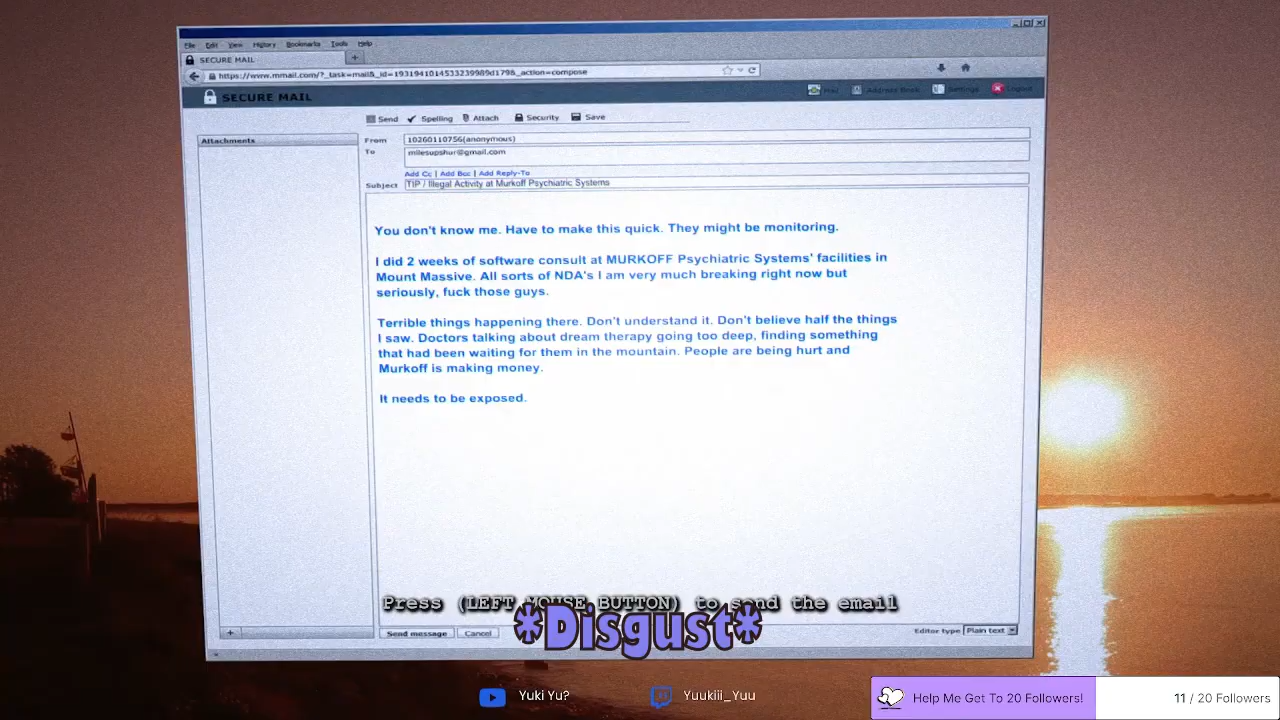 File Edit View History Bookmarks Tools Help
SECURE MAIL
https://www.mmail.com/?_task=mail&_id=1931941014533239989d179&_action=compose
SECURE MAIL
Mail Address Book Settings Logout
Send Spelling Attach Security Save
Attachments
From 10260110756(anonymous)
To milesupshur@gmail.com
Add Cc | Add Bcc | Add Reply-To
Subject TIP / Illegal Activity at Murkoff Psychiatric Systems
You don't know me. Have to make this quick. They might be monitoring.
I did 2 weeks of software consult at MURKOFF Psychiatric Systems' facilities in
Mount Massive. All sorts of NDA's I am very much breaking right now but
seriously, fuck those guys.
Terrible things happening there. Don't understand it. Don't believe half the things
I saw. Doctors talking about dream therapy going too deep, finding something
that had been waiting for them in the mountain. People are being hurt and
Murkoff is making money.
It needs to be exposed.
Press (LEFT MOUSE BUTTON) to send the email
*Disgust*
Send message Cancel
Editor type Plain text
Yuki Yu? Yuukiii_Yuu
Help Me Get To 20 Followers! 11 / 20 Followers